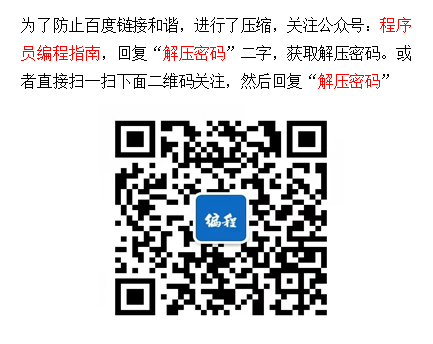 为了防止百度链接和谐，进行了压缩，关注公众号：程序
员编程指南，回复“解压密码”二字，获取解压密码。或
者直接扫一扫下面二维码关注，然后回复“解压密码”
编程